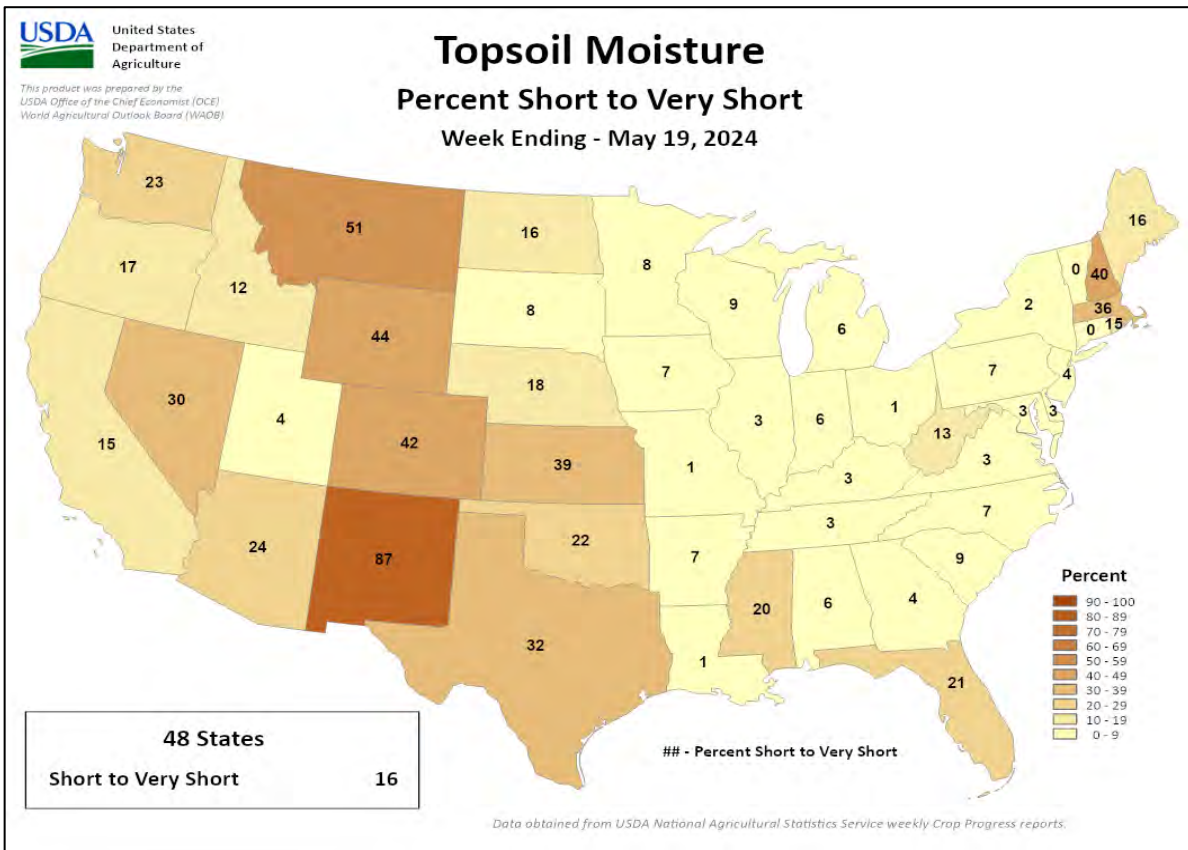 USDA
United States
Department of
Agriculture
This product was prepared by the
USDA Office of the Chief Economist (OCE)
World Agricultural Outlook Board (WAOB)
Topsoil Moisture
Percent Short to Very Short
Week Ending - May 19, 2024
23
51
16
8
16
0
40
17
12
8
9
6
2
36
0
15
44
7
7
4
30
4
18
3
6
1
3
3
15
42
39
1
13
3
3
24
87
22
7
3
7
9
32
1
20
6
4
21
Percent
90 - 100
80 - 89
70 - 79
60 - 69
50 - 59
40 - 49
30 - 39
20 - 29
10 - 19
0 - 9
48 States
Short to Very Short 16
## - Percent Short to Very Short
Data obtained from USDA National Agricultural Statistics Service weekly Crop Progress reports.